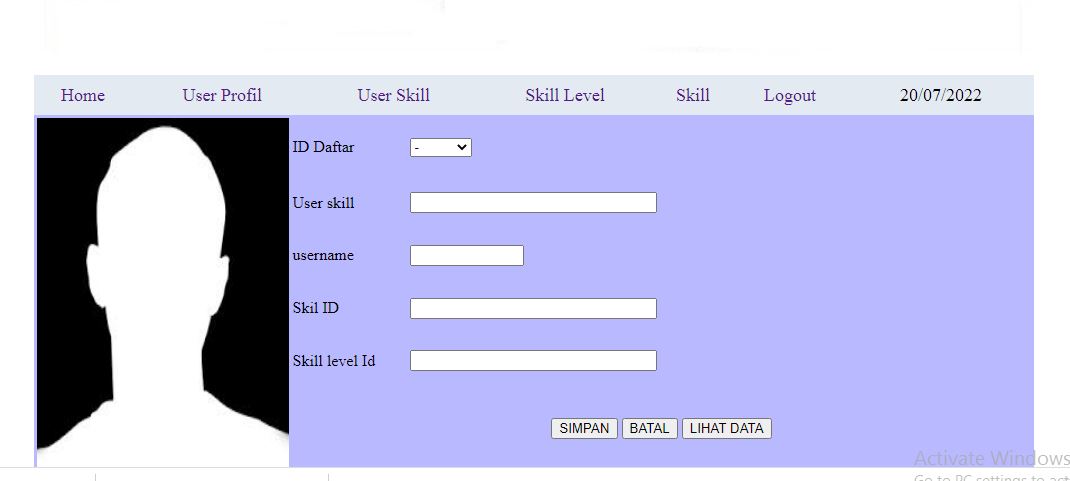 Home User Profil User Skill Skill Level Skill Logout 20/07/2022
ID Daftar -
User skill
username
Skil ID
Skill level Id
SIMPAN BATAL LIHAT DATA
Activate Windows
Go to PC settings to act